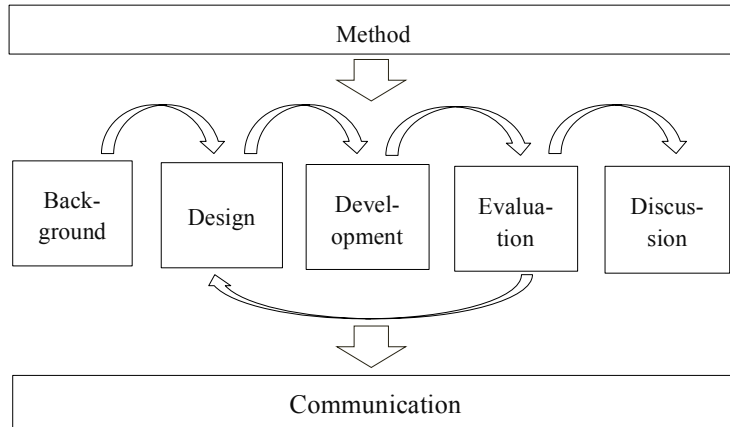 Method
Back-
ground
Design
Devel-
opment
Evalua-
tion
Discus-
sion
Communication